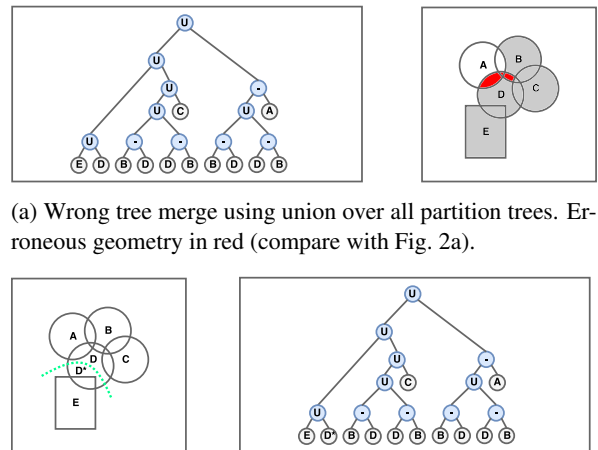 U
U
U
-
U
C
U
A
U
-
-
-
-
E D B D D B B D D B
A
B
C
D
E
(a) Wrong tree merge using union over all partition trees. Er-
roneous geometry in red (compare with Fig. 2a).
A
B
D
C
D*
E
U
U
U
-
U
C
U
A
U
-
-
-
-
E D* B D D B B D D B